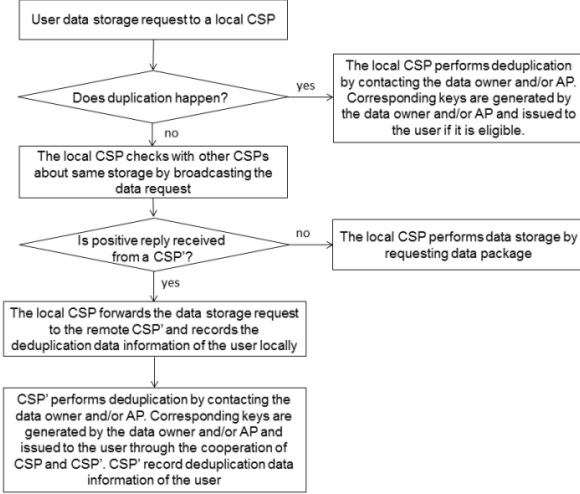 User data storage request to a local CSP
Does duplication happen?
yes
The local CSP performs deduplication
by contacting the data owner and/or AP.
Corresponding keys are generated by
the data owner and/or AP and issued to
the user if it is eligible.
no
The local CSP checks with other CSPs
about same storage by broadcasting the
data request
Is positive reply received
from a CSP'?
no
The local CSP performs data storage by
requesting data package
yes
The local CSP forwards the data storage request
to the remote CSP' and records the
deduplication data information of the user locally
CSP' performs deduplication by contacting the
data owner and/or AP. Corresponding keys are
generated by the data owner and/or AP and
issued to the user through the cooperation of
CSP and CSP'. CSP' record deduplication data
information of the user